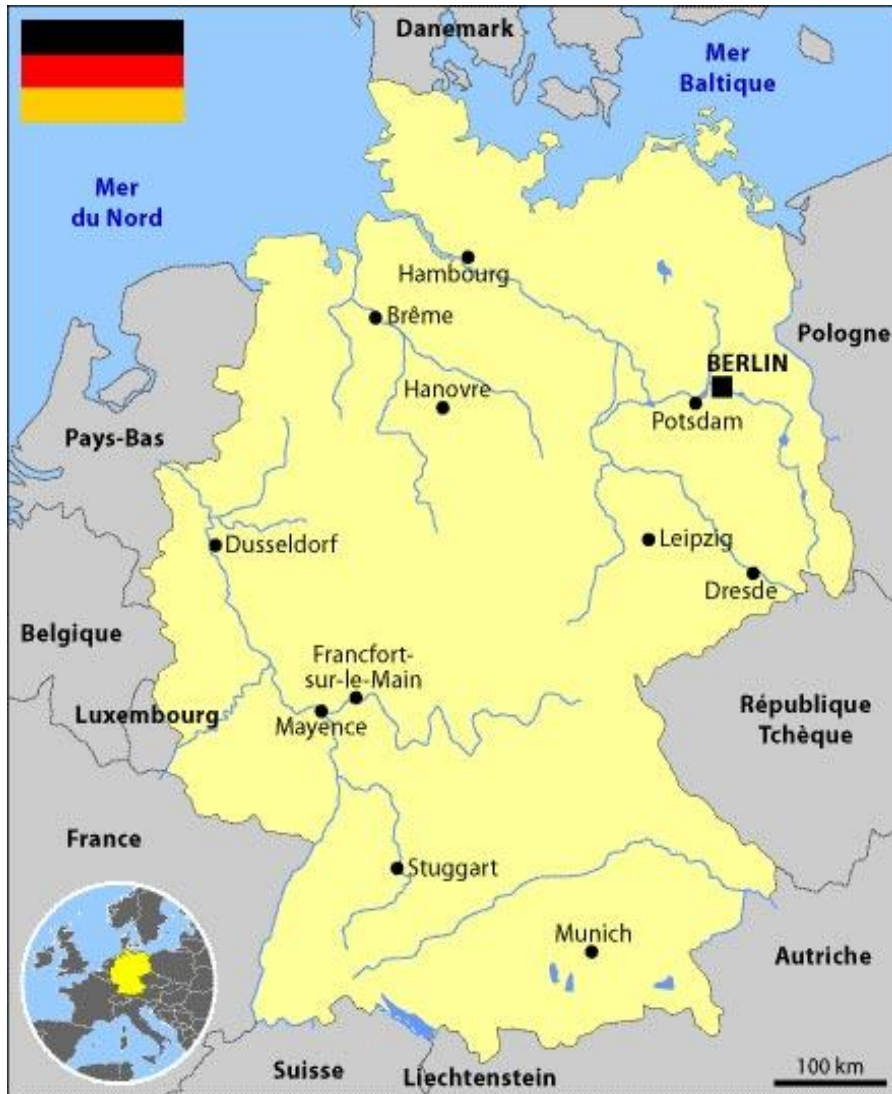 Danemark
Mer
Baltique
Mer
du Nord
Hambourg
Brême
Pologne
BERLIN
Hanovre
Potsdam
Pays-Bas
Dusseldorf
Leipzig
Dresde
Belgique
Francfort-
sur-le-Main
Luxembourg
Mayence
République
Tchèque
France
Stuggart
Munich
Autriche
Suisse
Liechtenstein
100 km